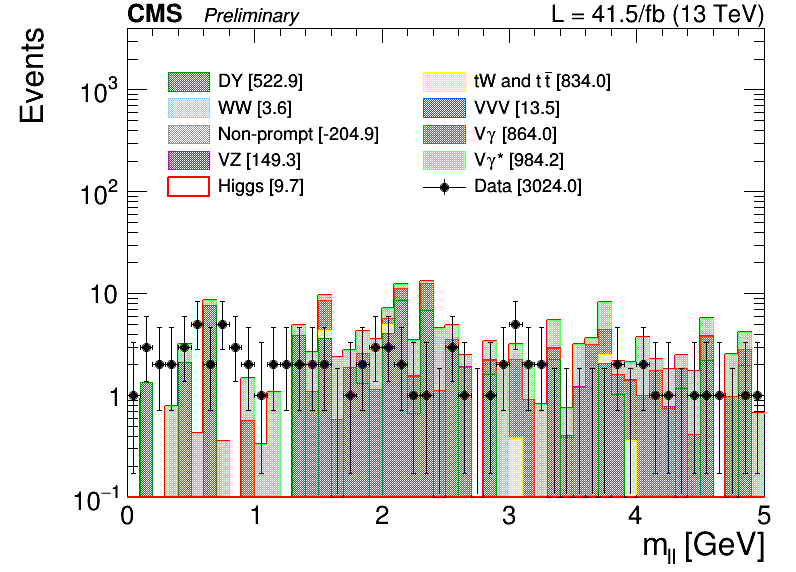 CMS Preliminary L = 41.5/fb (13 TeV)
Events
10³
10²
10
1
10⁻¹
DY [522.9]
WW [3.6]
Non-prompt [-204.9]
VZ [149.3]
Higgs [9.7]
tW and tt̄ [834.0]
VVV [13.5]
Vγ [864.0]
Vγ* [984.2]
Data [3024.0]
0 1 2 3 4 5
m_ll [GeV]